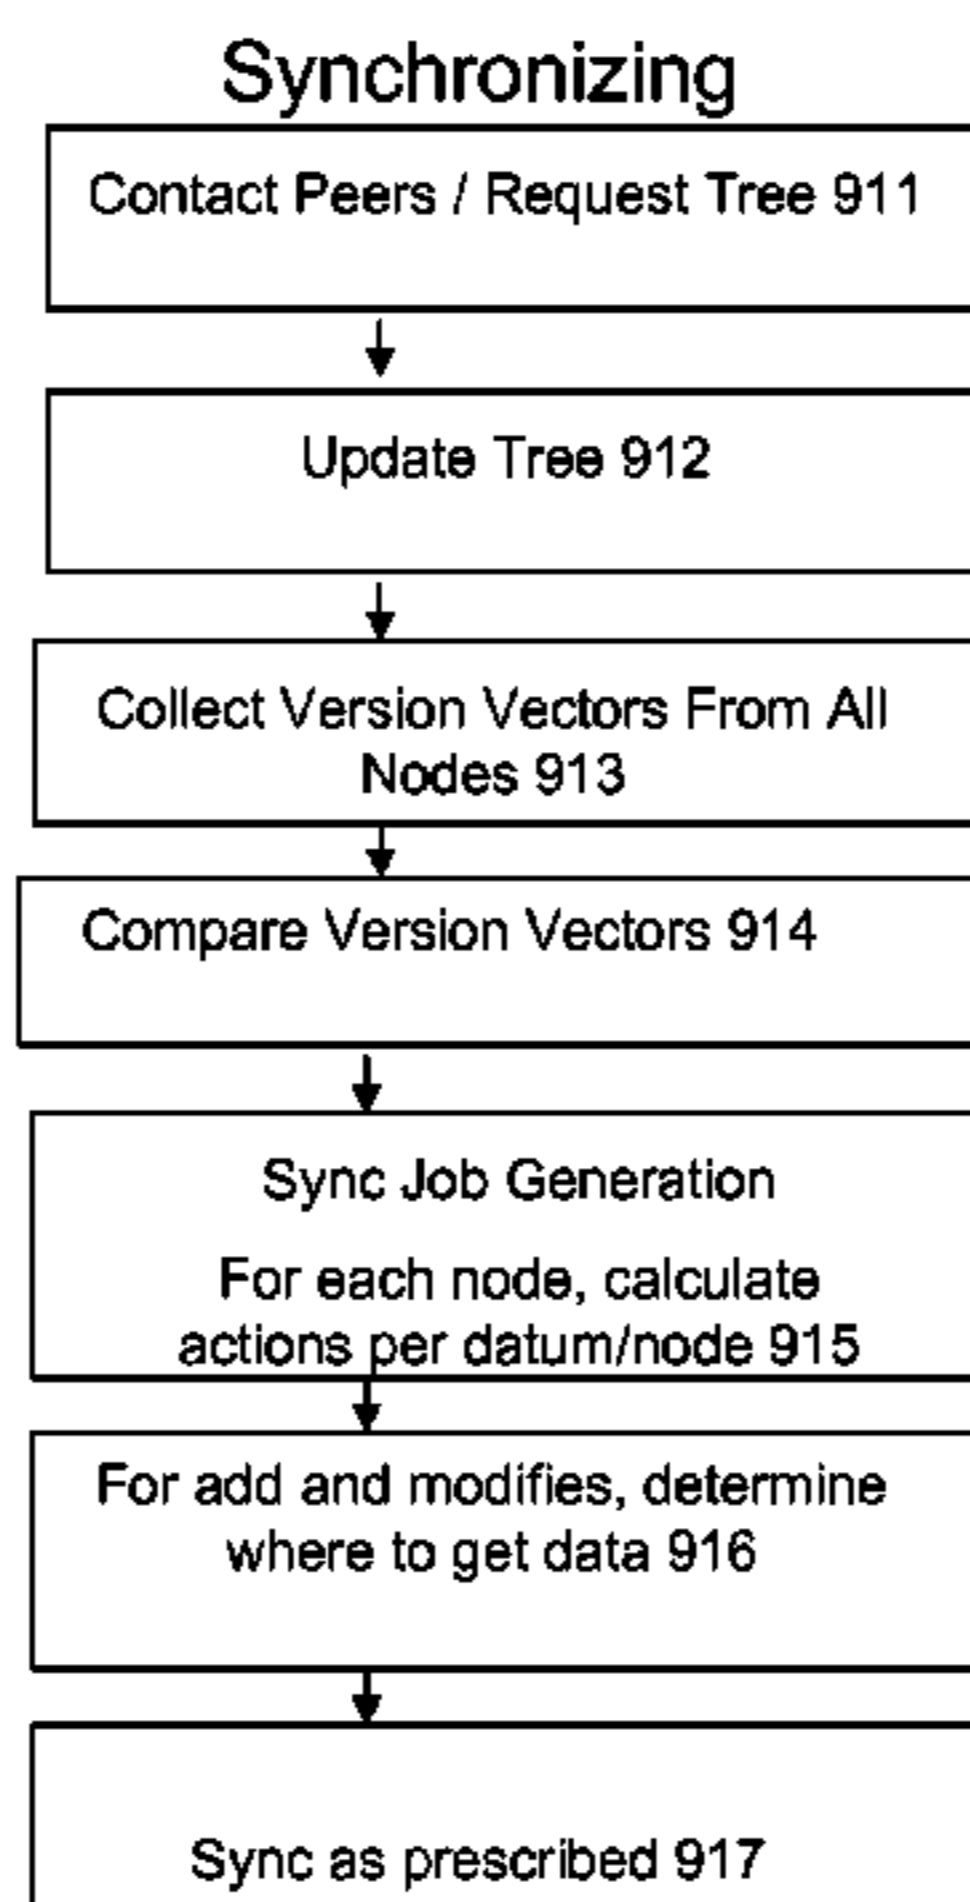 Synchronizing
Contact Peers / Request Tree 911
Update Tree 912
Collect Version Vectors From All
Nodes 913
Compare Version Vectors 914
Sync Job Generation
For each node, calculate
actions per datum/node 915
For add and modifies, determine
where to get data 916
Sync as prescribed 917